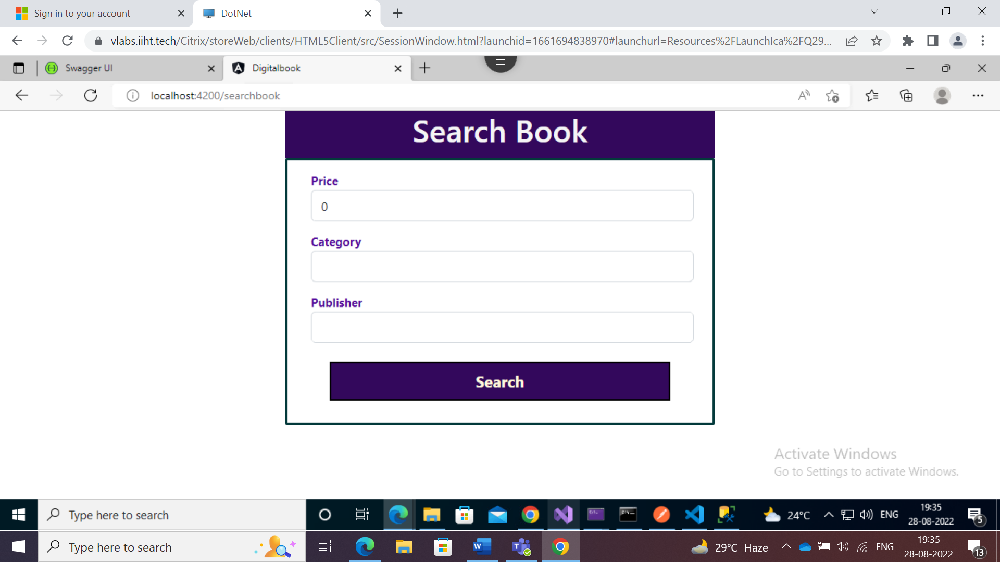 Sign in to your account
DotNet
vlabs.iiht.tech/Citrix/storeWeb/clients/HTML5Client/src/SessionWindow.html?launchid=1661694838970#launchurl=Resources%2FLaunchIca%2FQ29...
Swagger UI
Digitalbook
localhost:4200/searchbook
Search Book
Price
0
Category
Publisher
Search
Activate Windows
Go to Settings to activate Windows.
Type here to search
24°C
ENG
19:35
28-08-2022
5
Type here to search
29°C Haze
ENG
19:35
28-08-2022
13